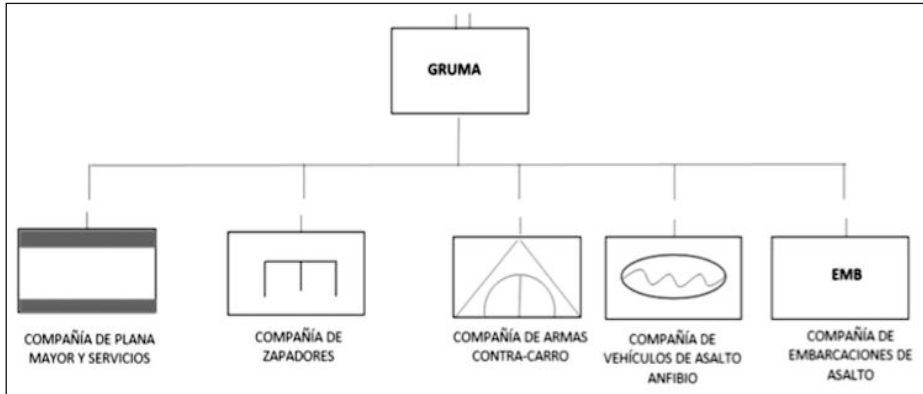 GRUMA
EMB
COMPAÑÍA DE PLANA
MAYOR Y SERVICIOS
COMPAÑÍA DE
ZAPADORES
COMPAÑÍA DE ARMAS
CONTRA-CARRO
COMPAÑÍA DE
VEHÍCULOS DE ASALTO
ANFIBIO
COMPAÑÍA DE
EMBARCACIONES DE
ASALTO